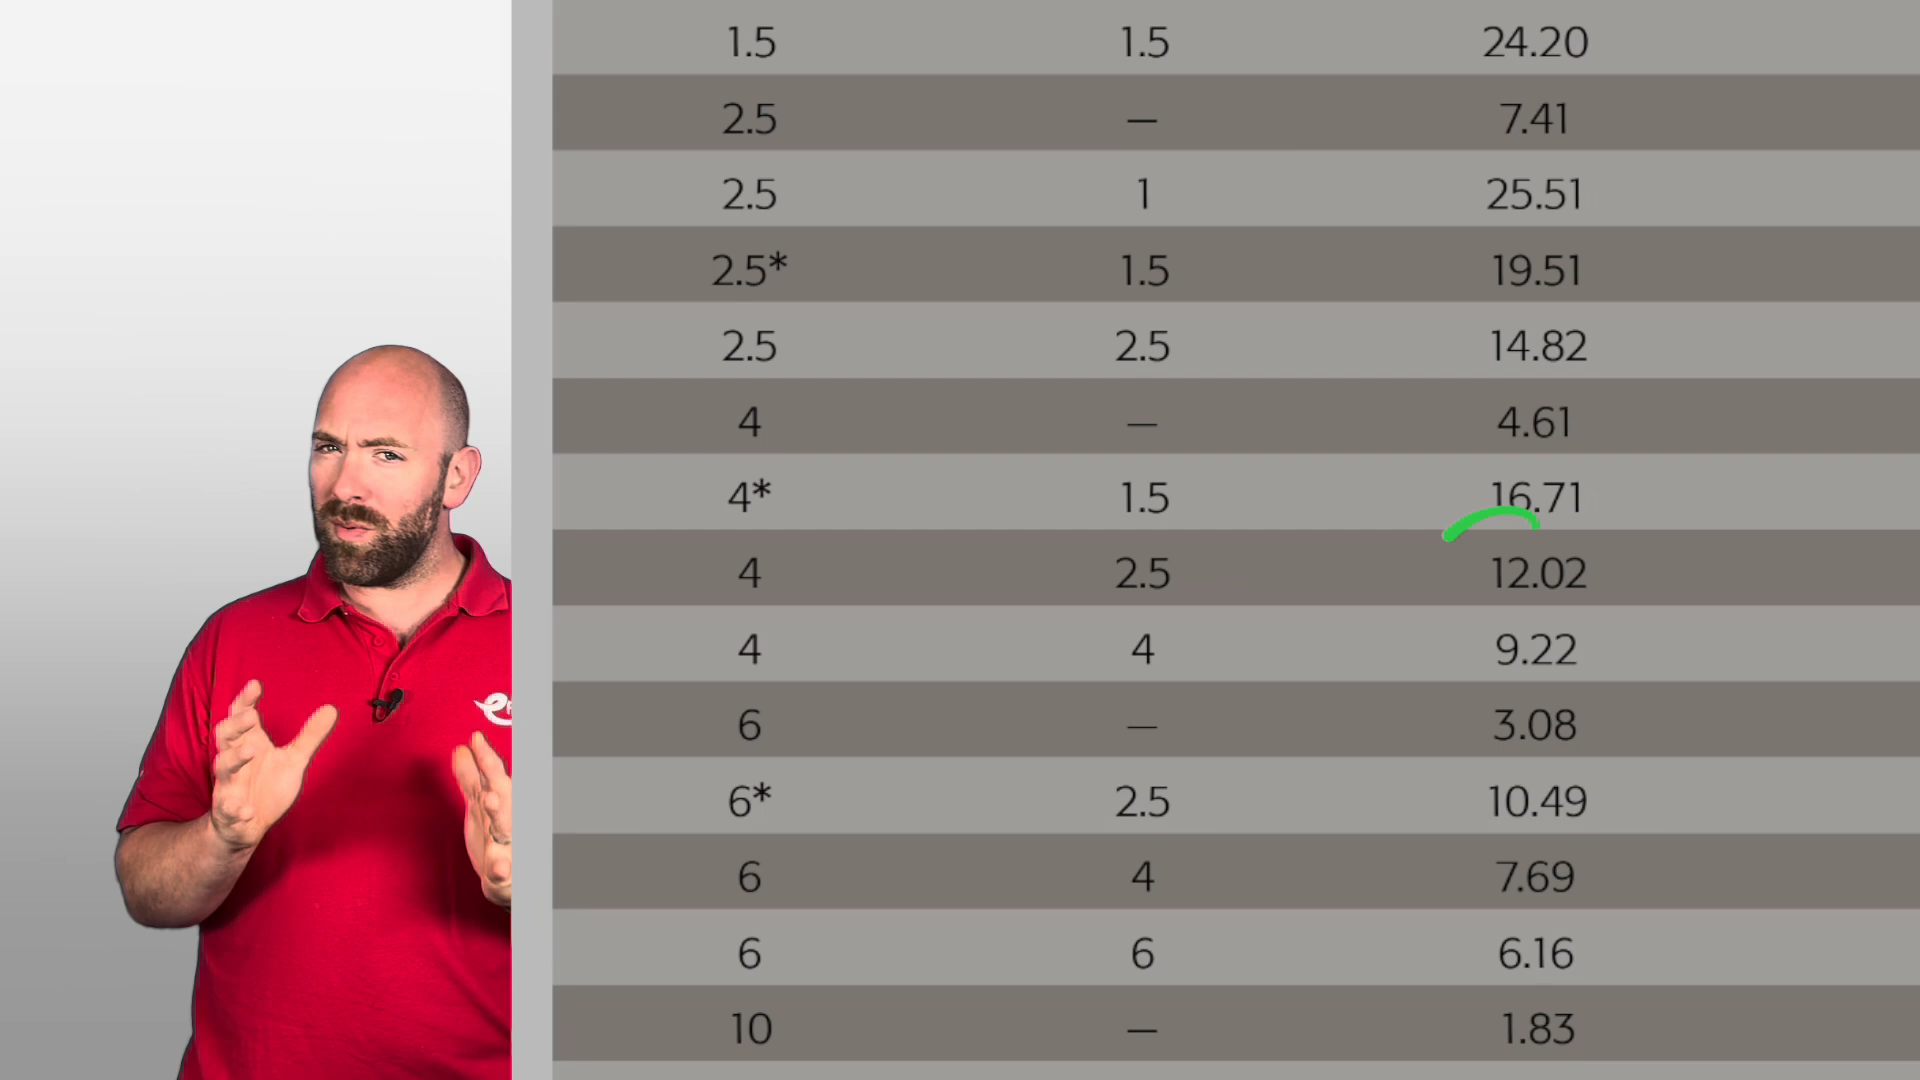 1.5 1.5 24.20
2.5 — 7.41
2.5 1 25.51
2.5* 1.5 19.51
2.5 2.5 14.82
4 — 4.61
4* 1.5 16.71
4 2.5 12.02
4 4 9.22
6 — 3.08
6* 2.5 10.49
6 4 7.69
6 6 6.16
10 — 1.83